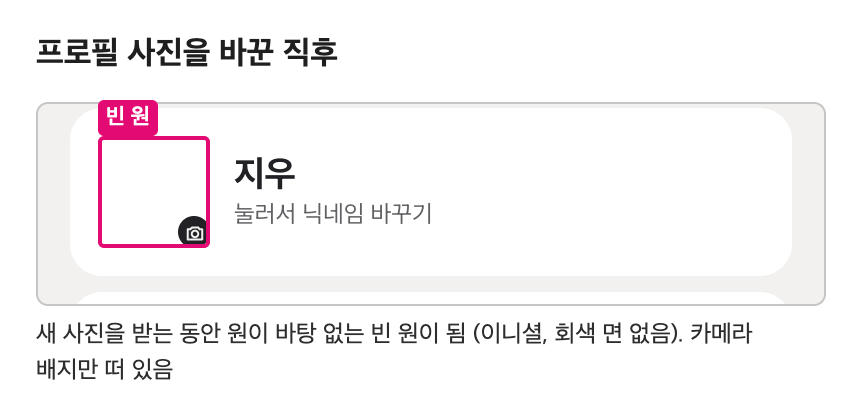 프로필 사진을 바꾼 직후
빈 원
지우
눌러서 닉네임 바꾸기
새 사진을 받는 동안 원이 바탕 없는 빈 원이 됨 (이니셜, 회색 면 없음). 카메라
배지만 떠 있음